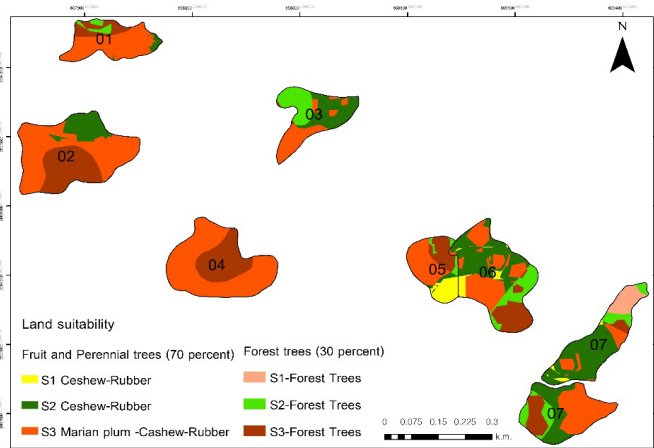 N
01
02
03
04
05
06
07
07
Land suitability
Fruit and Perennial trees (70 percent)
S1 Ceshew-Rubber
S2 Ceshew-Rubber
S3 Marian plum -Cashew-Rubber
Forest trees (30 percent)
S1-Forest Trees
S2-Forest Trees
S3-Forest Trees
0 0.075 0.15 0.225 0.3
k.m.